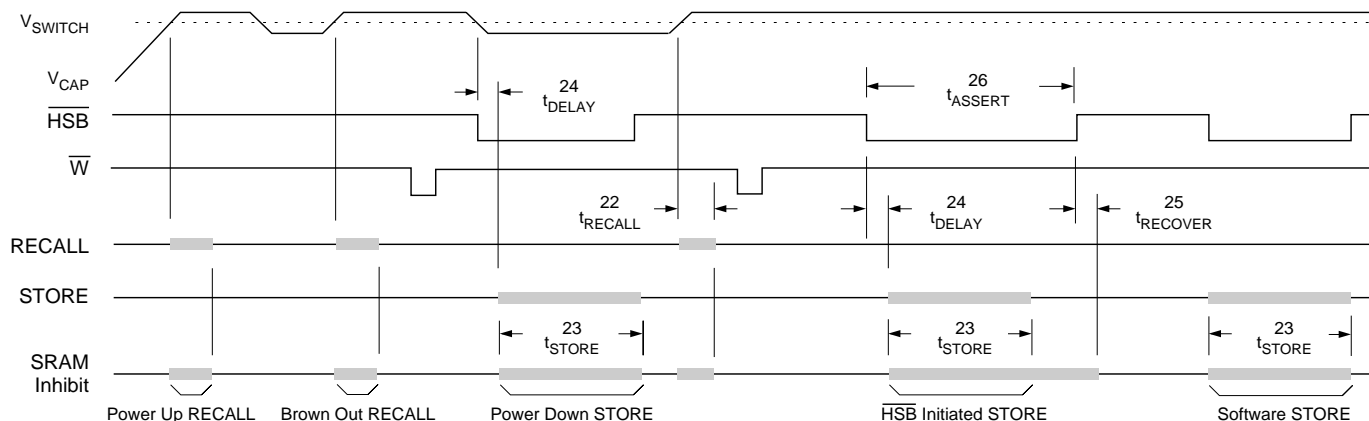 VSWITCH
VCAP
24
tDELAY
26
tASSERT
HSB
W
22
tRECALL
24
tDELAY
25
tRECOVER
RECALL
STORE
23
tSTORE
23
tSTORE
23
tSTORE
SRAM
Inhibit
Power Up RECALL Brown Out RECALL Power Down STORE HSB Initiated STORE Software STORE